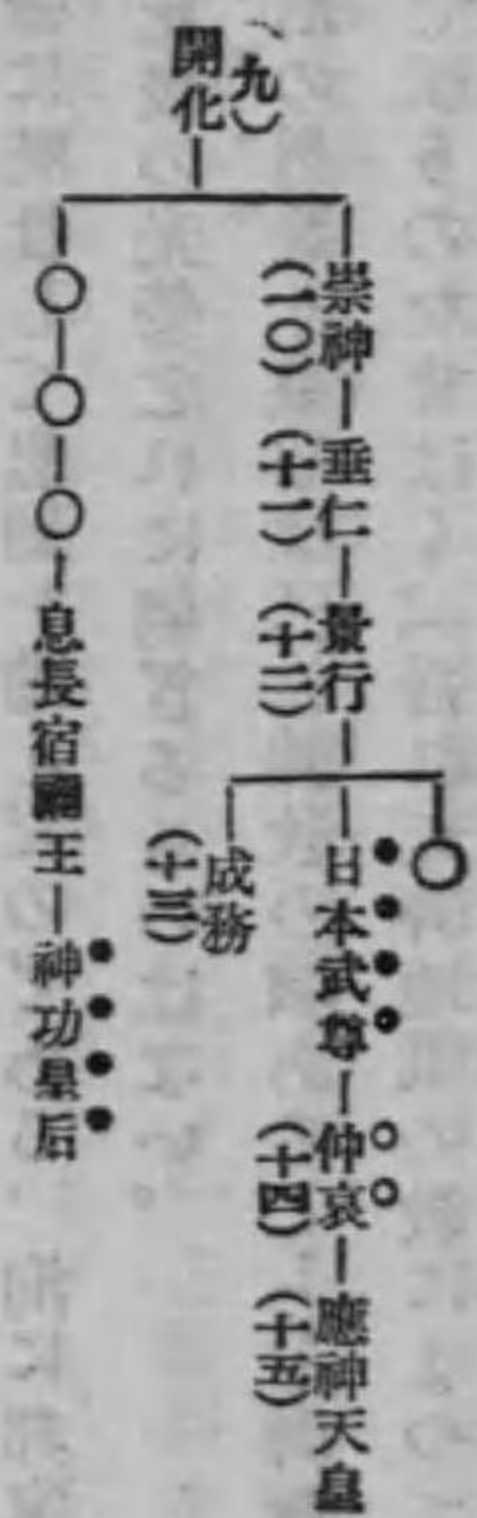 (九)
開化
崇神
(一〇)
垂仁
(十一)
景行
(十二)
〇
日本武尊
仲哀
(十四)
應神天皇
(十五)
成務
(十三)
〇
〇
〇
息長宿禰王
神功皇后